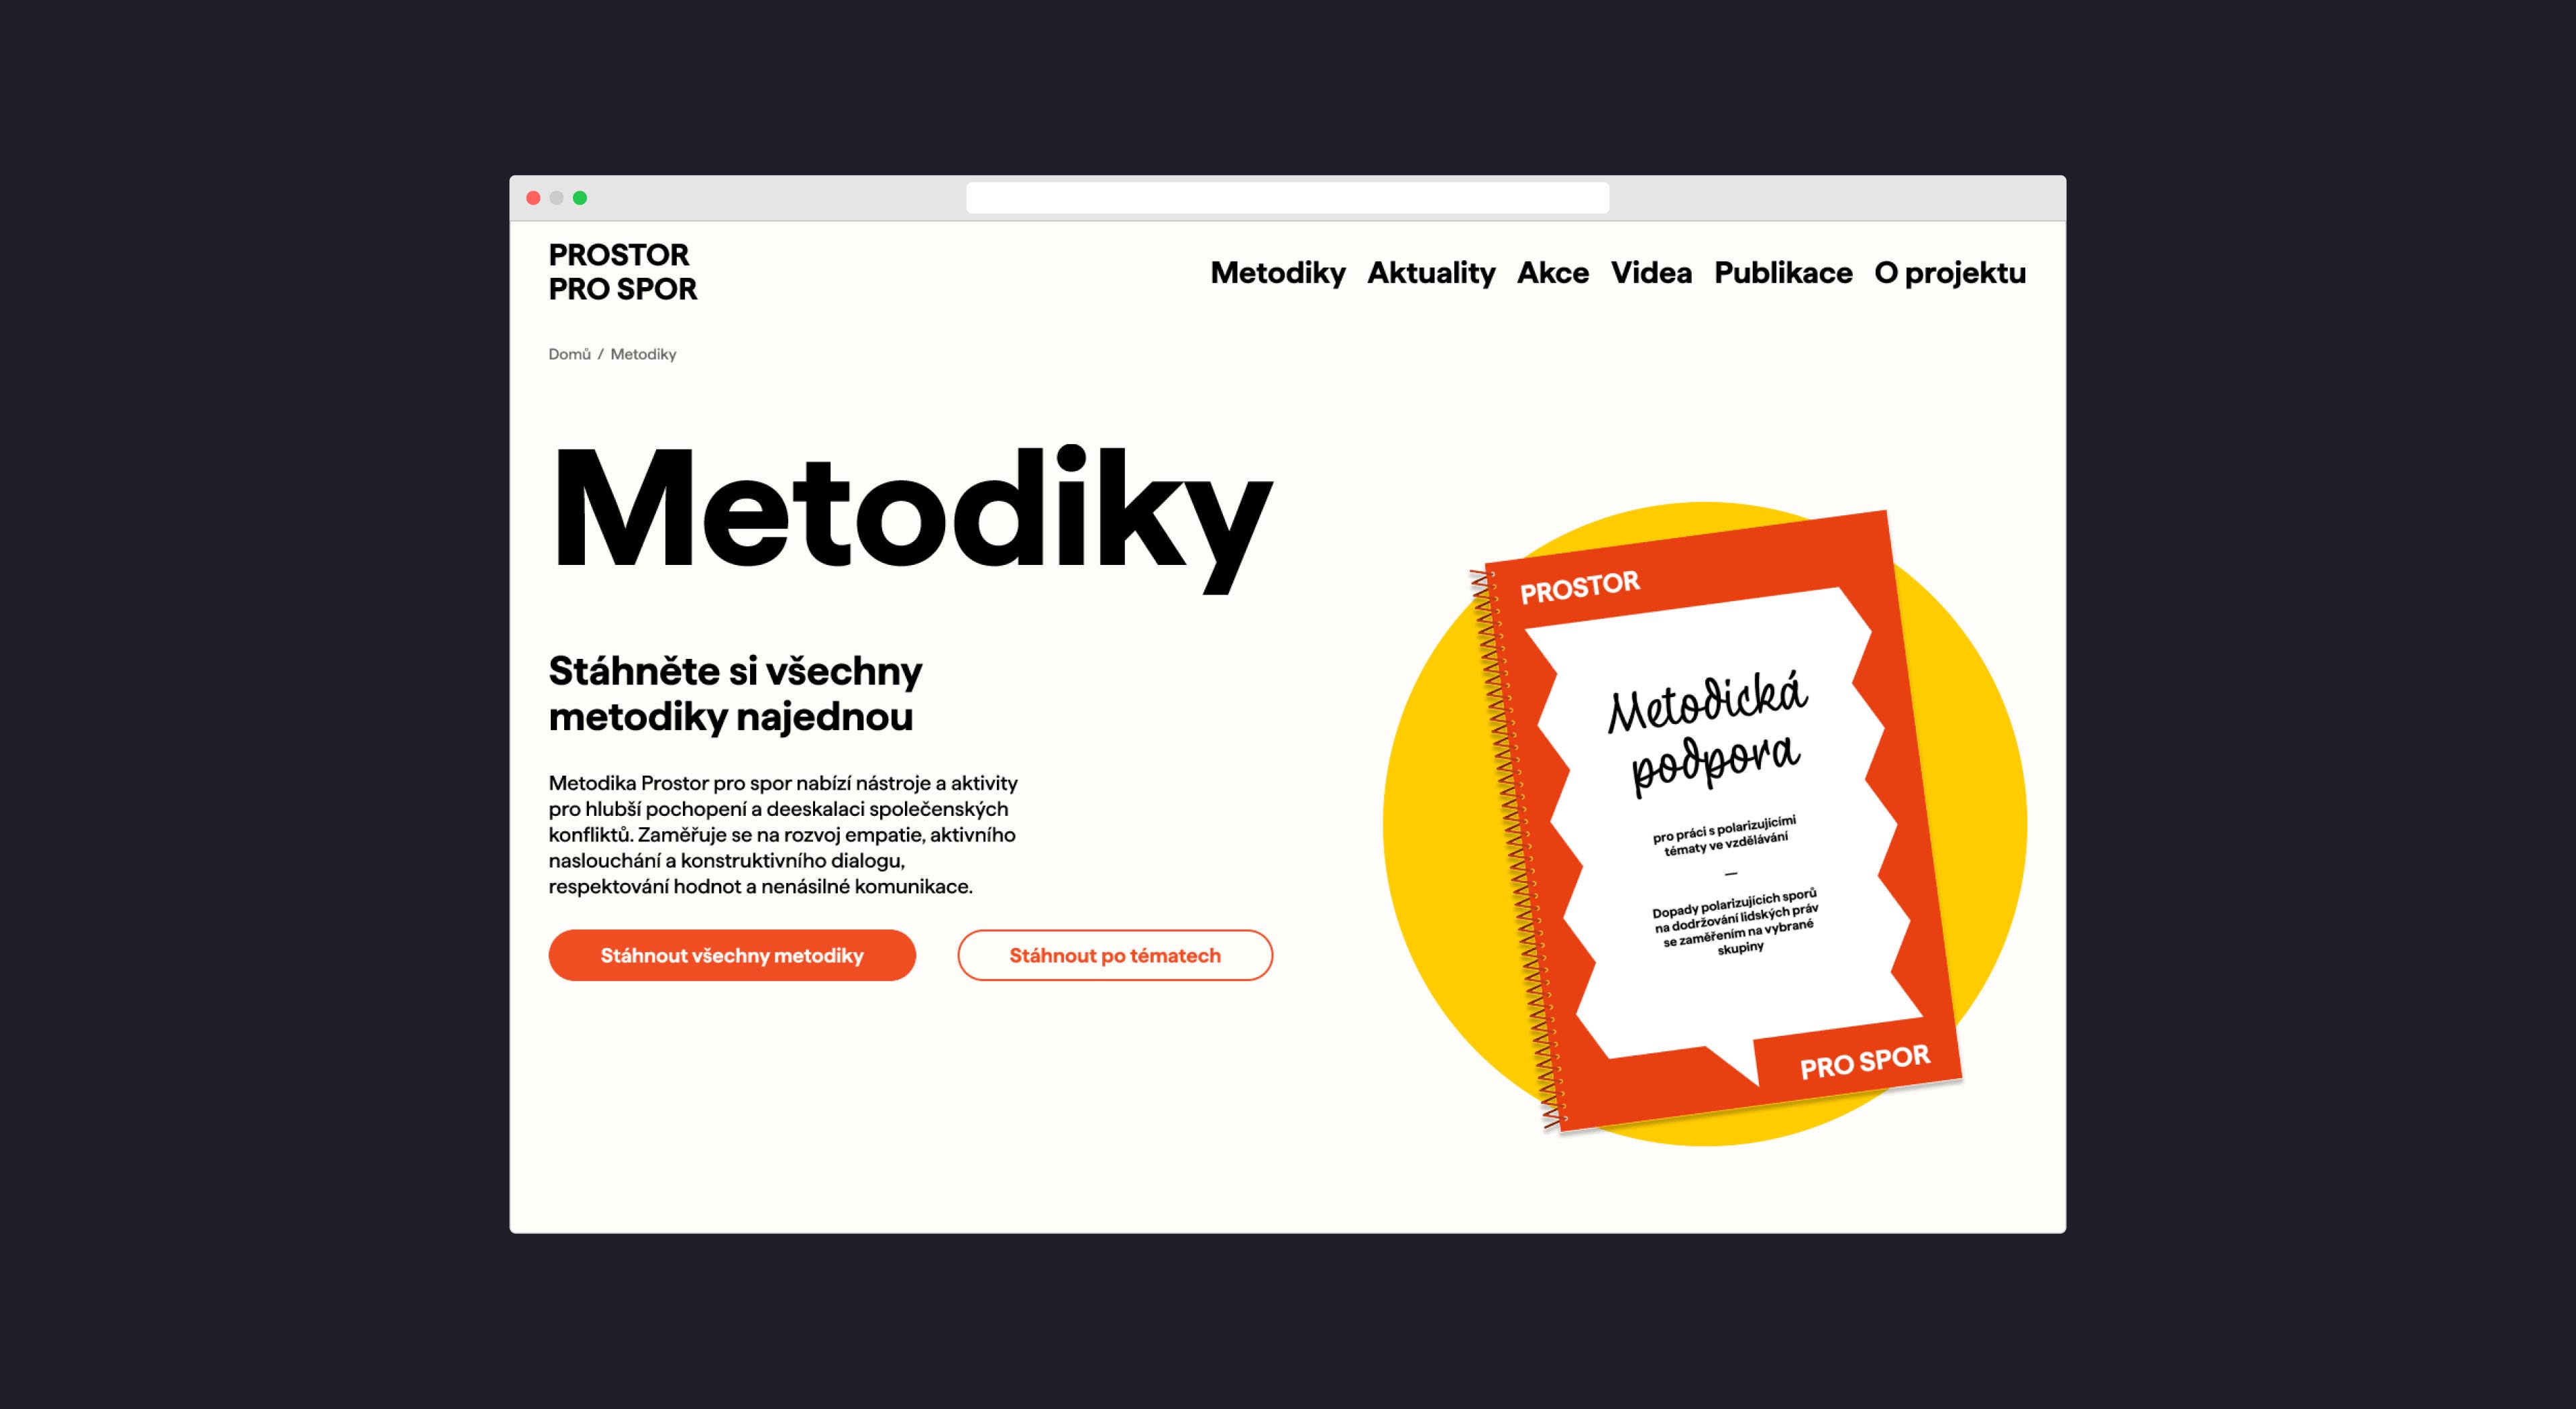 PROSTOR
PRO SPOR
Metodiky Aktuality Akce Videa Publikace O projektu
Domů / Metodiky
Metodiky
Stáhněte si všechny
metodiky najednou
Metodika Prostor pro spor nabízí nástroje a aktivity
pro hlubší pochopení a deeskalaci společenských
konfliktů. Zaměřuje se na rozvoj empatie, aktivního
naslouchání a konstruktivního dialogu,
respektování hodnot a nenásilné komunikace.
Stáhnout všechny metodiky
Stáhnout po tématech
PROSTOR
Metodická
podpora
pro práci s polarizujícími
tématy ve vzdělávání
—
Dopady polarizujících sporů
na dodržování lidských práv
se zaměřením na vybrané
skupiny
PRO SPOR